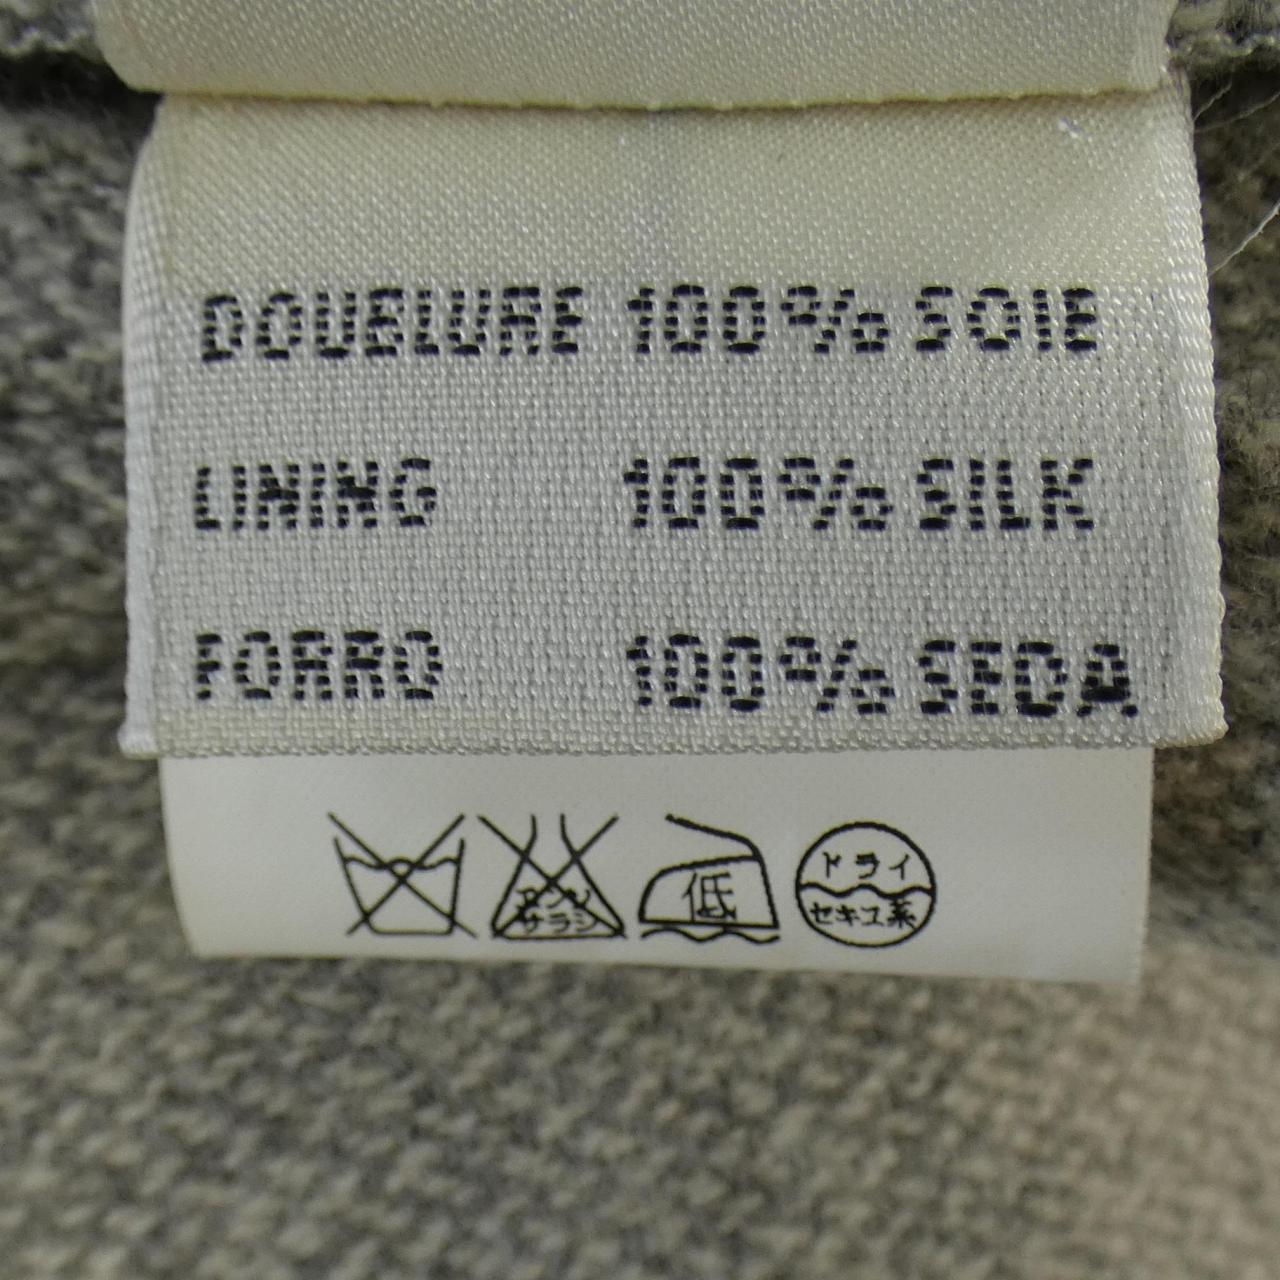 DOUBLURE 100% SOIE
LINING 100% SILK
FORRO 100% SEDA
エンソ
サラシ
低
ドライ
セキユ系